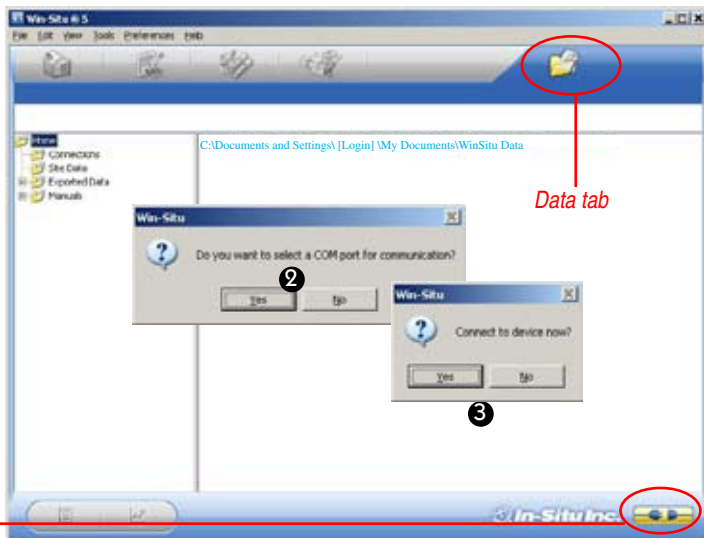 Win-Situ® 5
File Edit View Tools Preferences Help
Home
Connections
Site Data
Exported Data
Manuals
C:\Documents and Settings\ [Login] \My Documents\WinSitu Data
Data tab
Win-Situ
Do you want to select a COM port for communication?
2
Yes No
Win-Situ
Connect to device now?
Yes No
3
In-Situ Inc.